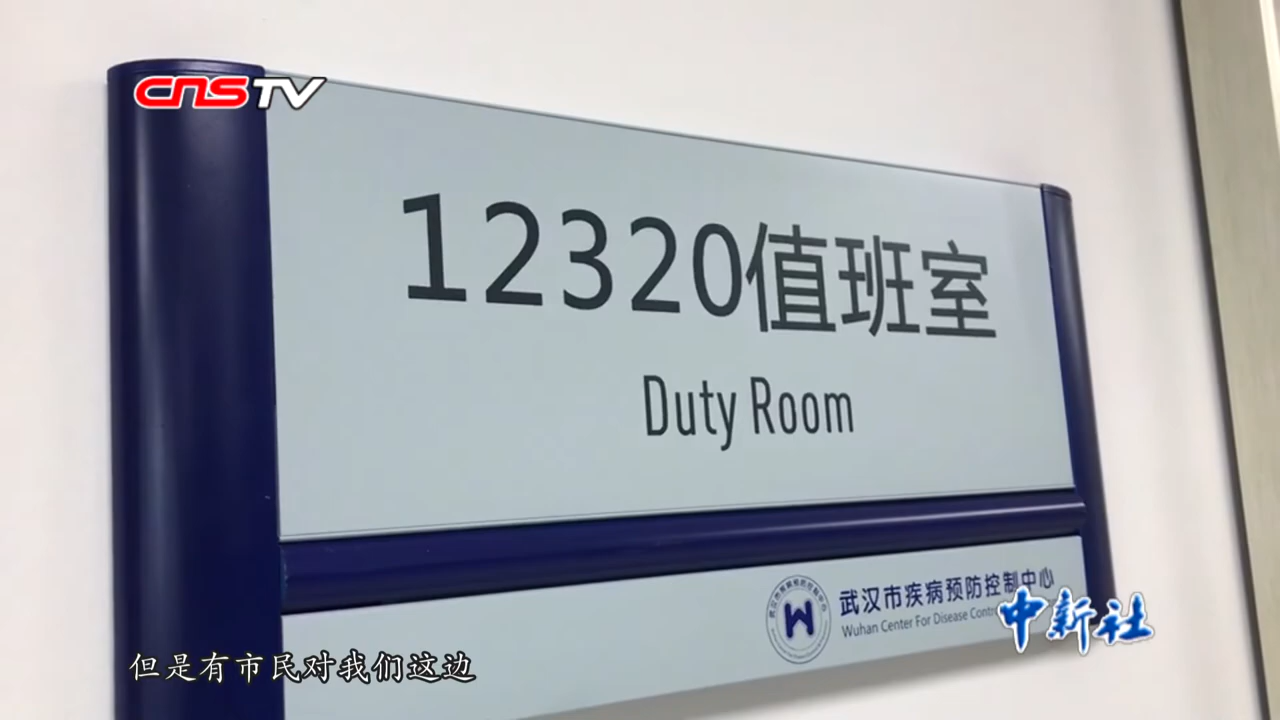 CNSTV
12320值班室
Duty Room
武汉市疾病预防控制中心
Wuhan Center For Disease
中新社
但是有市民对我们这边